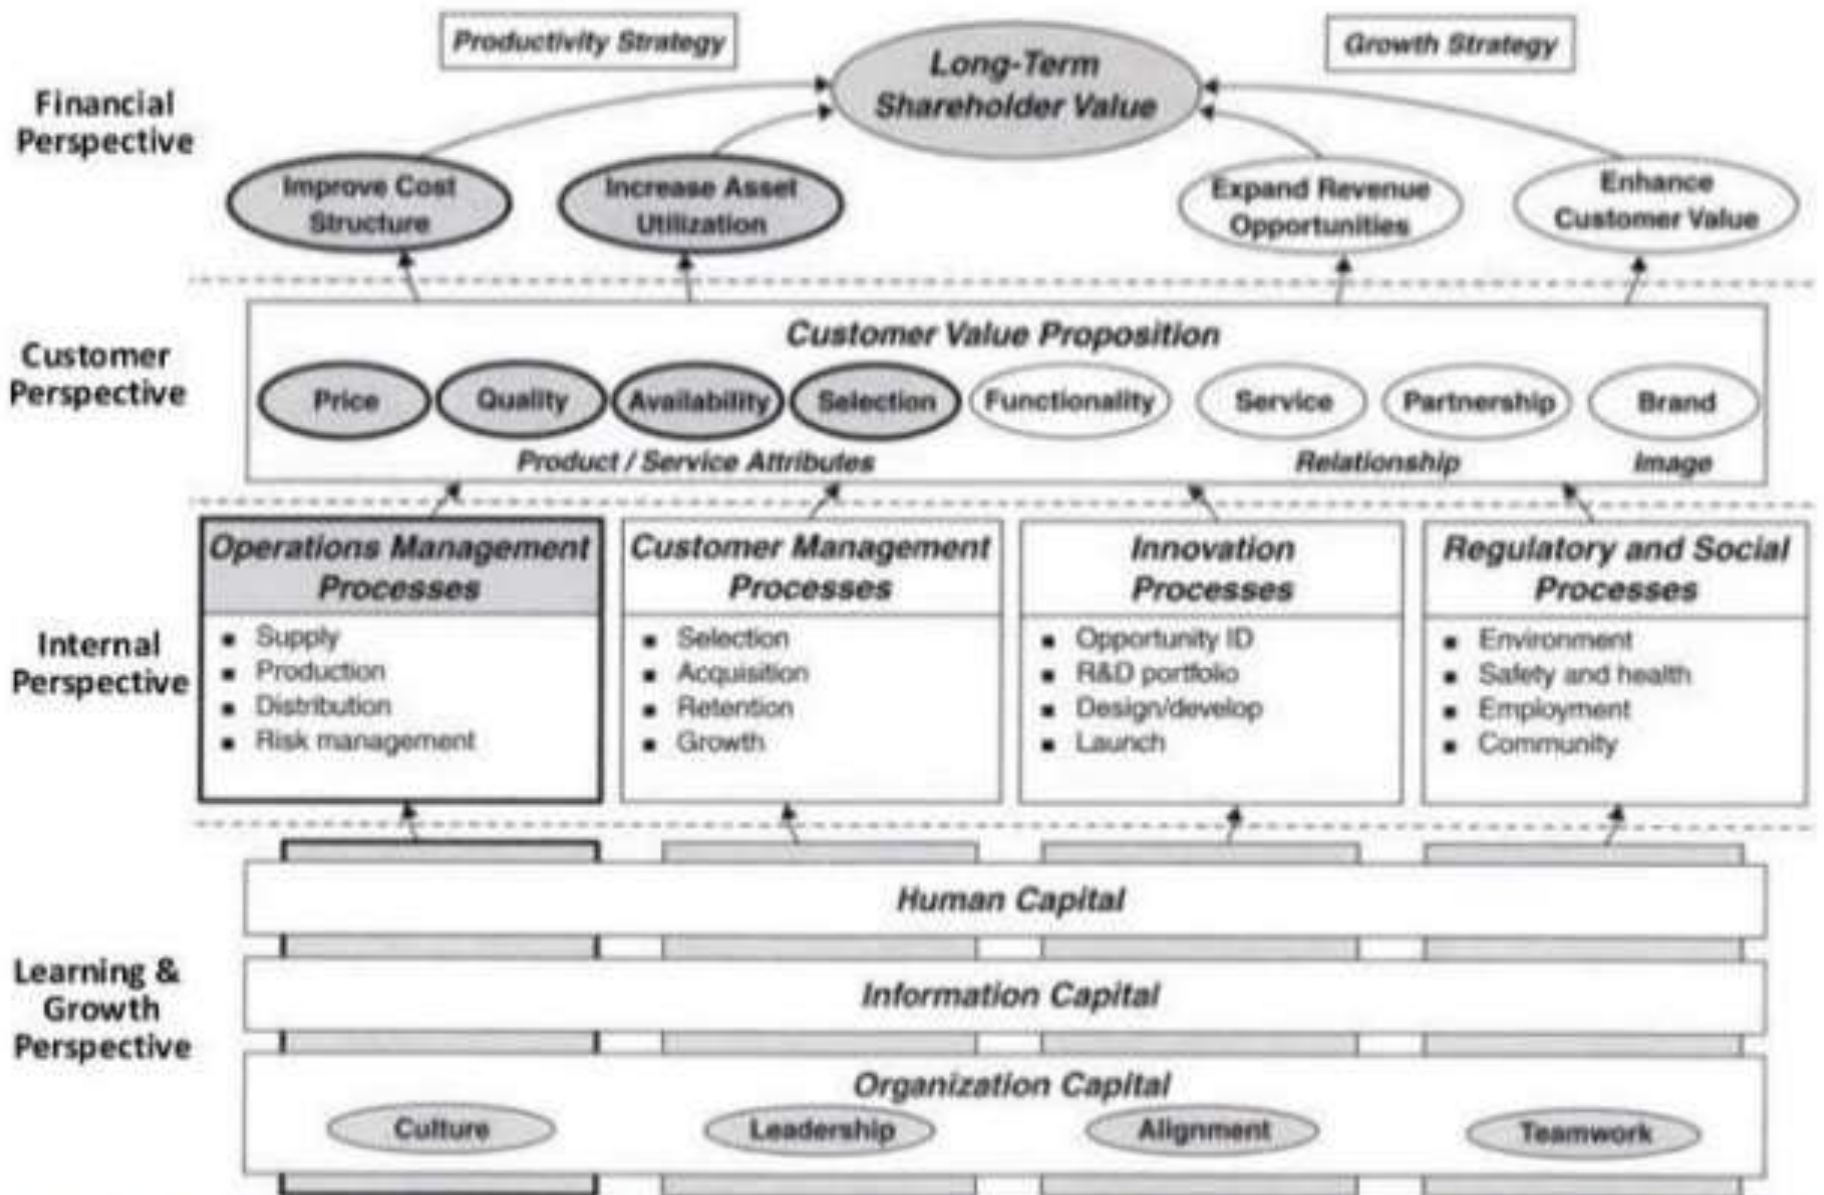 Productivity Strategy
Long-Term
Shareholder Value
Growth Strategy
Financial
Perspective
Improve Cost
Structure
Increase Asset
Utilization
Expand Revenue
Opportunities
Enhance
Customer Value
Customer
Perspective
Customer Value Proposition
Price
Quality
Availability
Selection
Functionality
Service
Partnership
Brand
Product / Service Attributes
Relationship
Image
Internal
Perspective
Operations Management
Processes
▪ Supply
▪ Production
▪ Distribution
▪ Risk management
Customer Management
Processes
▪ Selection
▪ Acquisition
▪ Retention
▪ Growth
Innovation
Processes
▪ Opportunity ID
▪ R&D portfolio
▪ Design/develop
▪ Launch
Regulatory and Social
Processes
▪ Environment
▪ Safety and health
▪ Employment
▪ Community
Learning &
Growth
Perspective
Human Capital
Information Capital
Organization Capital
Culture
Leadership
Alignment
Teamwork